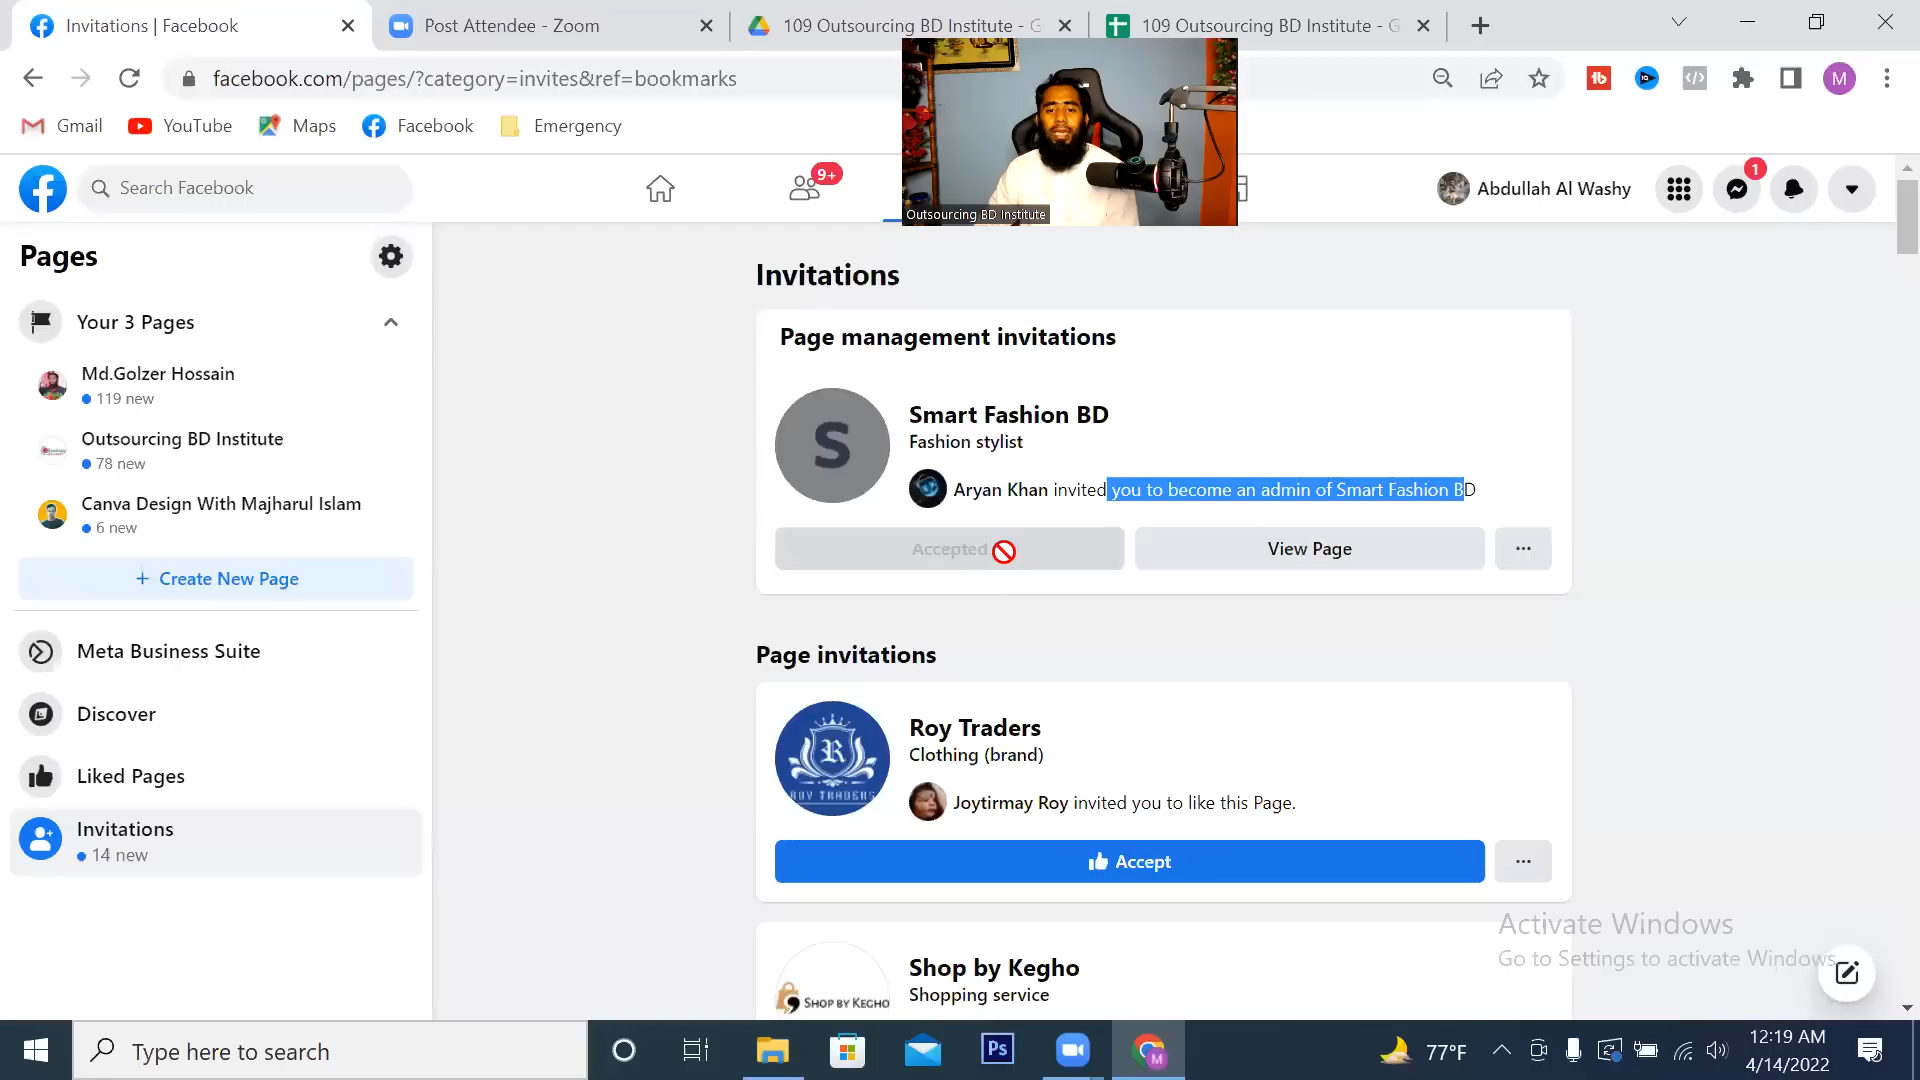 Invitations | Facebook
Post Attendee - Zoom
109 Outsourcing BD Institute - G
109 Outsourcing BD Institute - G
facebook.com/pages/?category=invites&ref=bookmarks
M
Gmail
YouTube
Maps
Facebook
Emergency
Search Facebook
9+
Outsourcing BD Institute
Abdullah Al Washy
1
Pages
Your 3 Pages
Md.Golzer Hossain
119 new
Outsourcing BD Institute
78 new
Canva Design With Majharul Islam
6 new
+ Create New Page
Meta Business Suite
Discover
Liked Pages
Invitations
14 new
Invitations
Page management invitations
S
Smart Fashion BD
Fashion stylist
Aryan Khan invited you to become an admin of Smart Fashion BD
Accepted
View Page
Page invitations
R
ROY TRADERS
Roy Traders
Clothing (brand)
Joytirmay Roy invited you to like this Page.
Accept
SHOP BY KEGHO
Shop by Kegho
Shopping service
Activate Windows
Go to Settings to activate Windows.
Type here to search
Ps
M
77°F
12:19 AM
4/14/2022